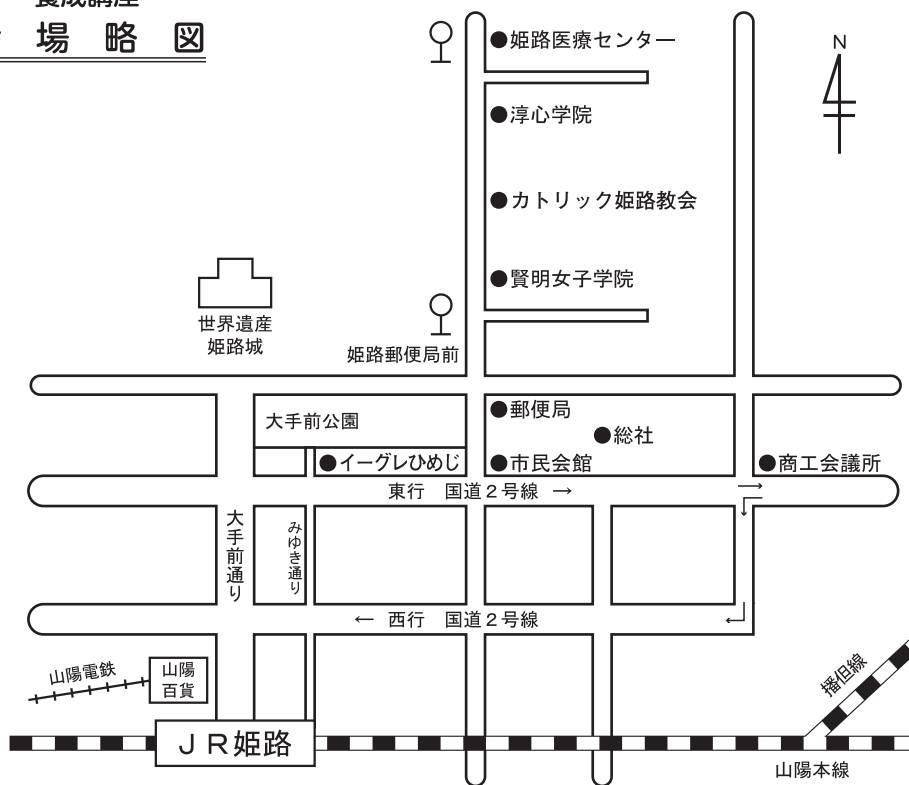 養成講座
場略図
姫路医療センター
N
淳心学院
カトリック姫路教会
賢明女子学院
世界遺産
姫路城
姫路郵便局前
大手前公園
郵便局
総社
イーグレひめじ
市民会館
商工会議所
東行　国道2号線 →
大手前通り
みゆき通り
← 西行　国道2号線
山陽電鉄
山陽
百貨
播但線
JR姫路
山陽本線